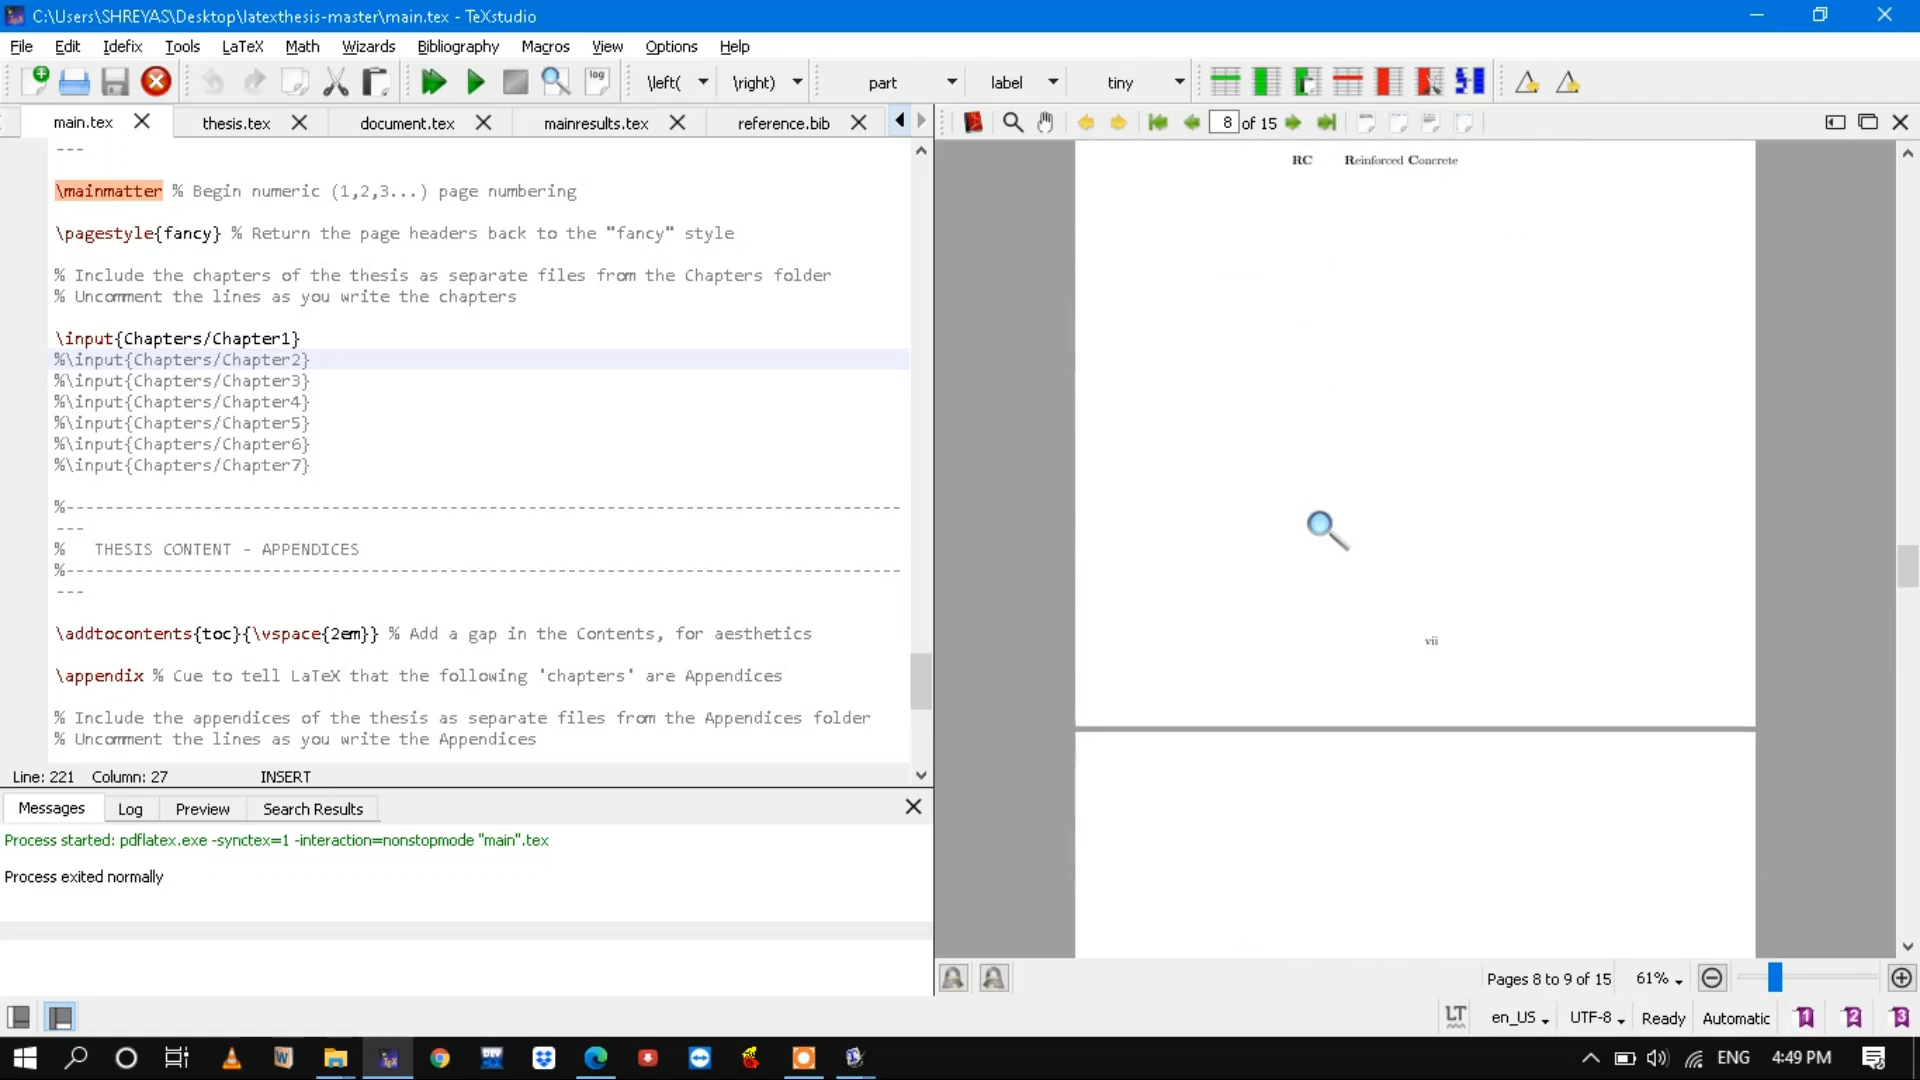 C:\Users\SHREYAS\Desktop\latexthesis-master\main.tex - TeXstudio
File Edit Idefix Tools LaTeX Math Wizards Bibliography Macros View Options Help
log \left( \right) part label tiny
main.tex thesis.tex document.tex mainresults.tex reference.bib
8 of 15
---
\mainmatter % Begin numeric (1,2,3...) page numbering
\pagestyle{fancy} % Return the page headers back to the "fancy" style
% Include the chapters of the thesis as separate files from the Chapters folder
% Uncomment the lines as you write the chapters
\input{Chapters/Chapter1}
%\input{Chapters/Chapter2}
%\input{Chapters/Chapter3}
%\input{Chapters/Chapter4}
%\input{Chapters/Chapter5}
%\input{Chapters/Chapter6}
%\input{Chapters/Chapter7}
%-------------------------------------------------------------------------------------
---
% THESIS CONTENT - APPENDICES
%-------------------------------------------------------------------------------------
---
\addtocontents{toc}{\vspace{2em}} % Add a gap in the Contents, for aesthetics
\appendix % Cue to tell LaTeX that the following 'chapters' are Appendices
% Include the appendices of the thesis as separate files from the Appendices folder
% Uncomment the lines as you write the Appendices
Line: 221 Column: 27 INSERT
Messages Log Preview Search Results
Process started: pdflatex.exe -synctex=1 -interaction=nonstopmode "main".tex
Process exited normally
RC Reinforced Concrete
vii
Pages 8 to 9 of 15 61%
LT en_US UTF-8 Ready Automatic 1 2 3
W TeX DEV ENG 4:49 PM